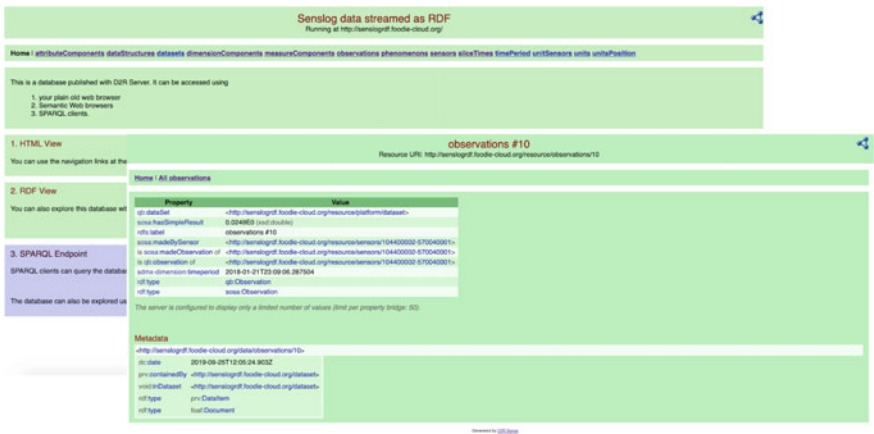 Senslog data streamed as RDF
Running at http://senslogrdf.foodie-cloud.org/
Home | attributeComponents dataStructures datasets dimensionComponents measureComponents observations phenomenons sensors sliceTimes timePeriod unitSensors units unitsPosition
This is a database published with D2R Server. It can be accessed using
1. your plain old web browser
2. Semantic Web browsers
3. SPARQL clients.
1. HTML View
You can use the navigation links at the
2. RDF View
You can also explore this database wit
3. SPARQL Endpoint
SPARQL clients can query the databas
The database can also be explored us
observations #10
Resource URI: http://senslogrdf.foodie-cloud.org/resource/observations/10
Home | All observations
Property Value
qb:dataSet <http://senslogrdf.foodie-cloud.org/resource/platform/dataset>
sosa:hasSimpleResult 0.0249E0 (xsd:double)
rdfs:label observations #10
sosa:madeBySensor <http://senslogrdf.foodie-cloud.org/resource/sensors/104400002-570040001>
is sosa:madeObservation of <http://senslogrdf.foodie-cloud.org/resource/sensors/104400002-570040001>
is qb:observation of <http://senslogrdf.foodie-cloud.org/resource/sensors/104400002-570040001>
sdmx-dimension:timeperiod 2018-01-21T23:09:06.287504
rdf:type qb:Observation
rdf:type sosa:Observation
The server is configured to display only a limited number of values (limit per property bridge: 50).
Metadata
<http://senslogrdf.foodie-cloud.org/data/observations/10>
dc:date 2019-09-25T12:05:24.903Z
prv:containedBy <http://senslogrdf.foodie-cloud.org/dataset>
void:inDataset <http://senslogrdf.foodie-cloud.org/dataset>
rdf:type prv:DataItem
rdf:type foaf:Document
Generated by D2R Server